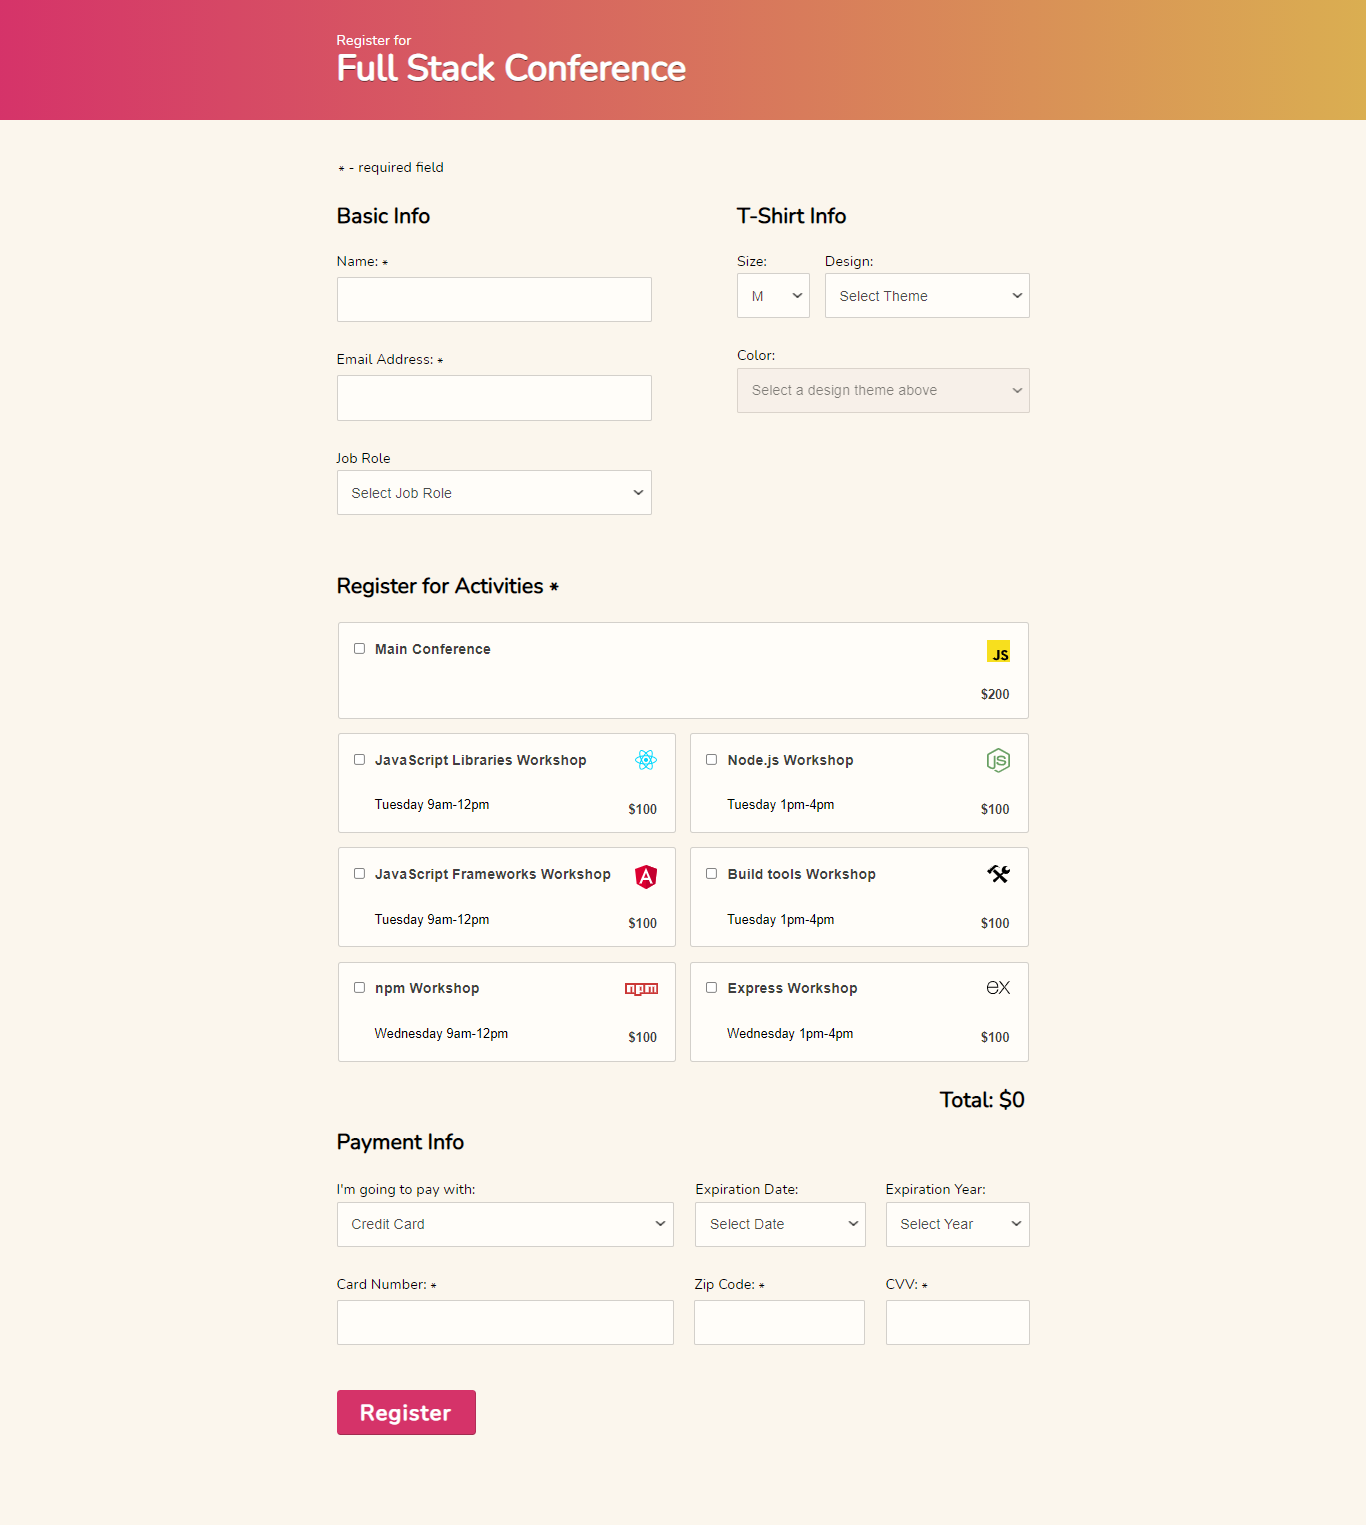 Register for
Full Stack Conference
* - required field
Basic Info
Name: *
Email Address: *
Job Role
Select Job Role
T-Shirt Info
Size:
M
Design:
Select Theme
Color:
Select a design theme above
Register for Activities *
Main Conference
JS
$200
JavaScript Libraries Workshop
Tuesday 9am-12pm
$100
Node.js Workshop
JS
Tuesday 1pm-4pm
$100
JavaScript Frameworks Workshop
A
Tuesday 9am-12pm
$100
Build tools Workshop
Tuesday 1pm-4pm
$100
npm Workshop
npm
Wednesday 9am-12pm
$100
Express Workshop
ex
Wednesday 1pm-4pm
$100
Total: $0
Payment Info
I'm going to pay with:
Credit Card
Expiration Date:
Select Date
Expiration Year:
Select Year
Card Number: *
Zip Code: *
CVV: *
Register